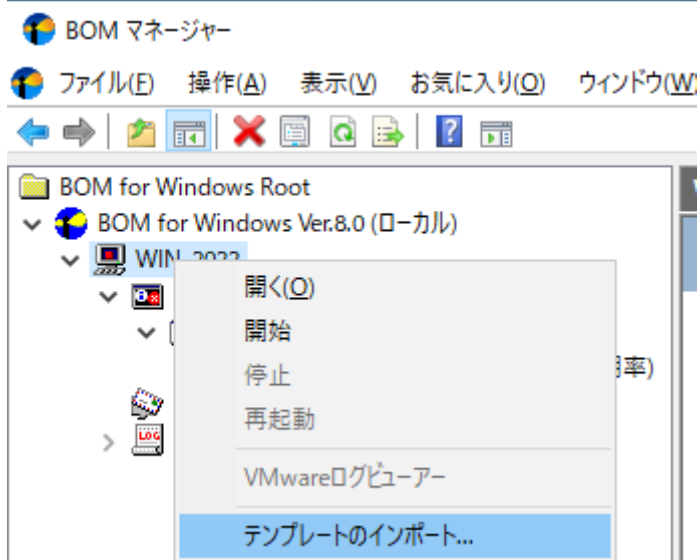 BOM マネージャー
ファイル(F) 操作(A) 表示(V) お気に入り(O) ウィンドウ(W)
BOM for Windows Root
BOM for Windows Ver.8.0 (ローカル)
WIN-2022
開く(O)
開始
停止
率)
再起動
LOG
VMwareログビューアー
テンプレートのインポート...